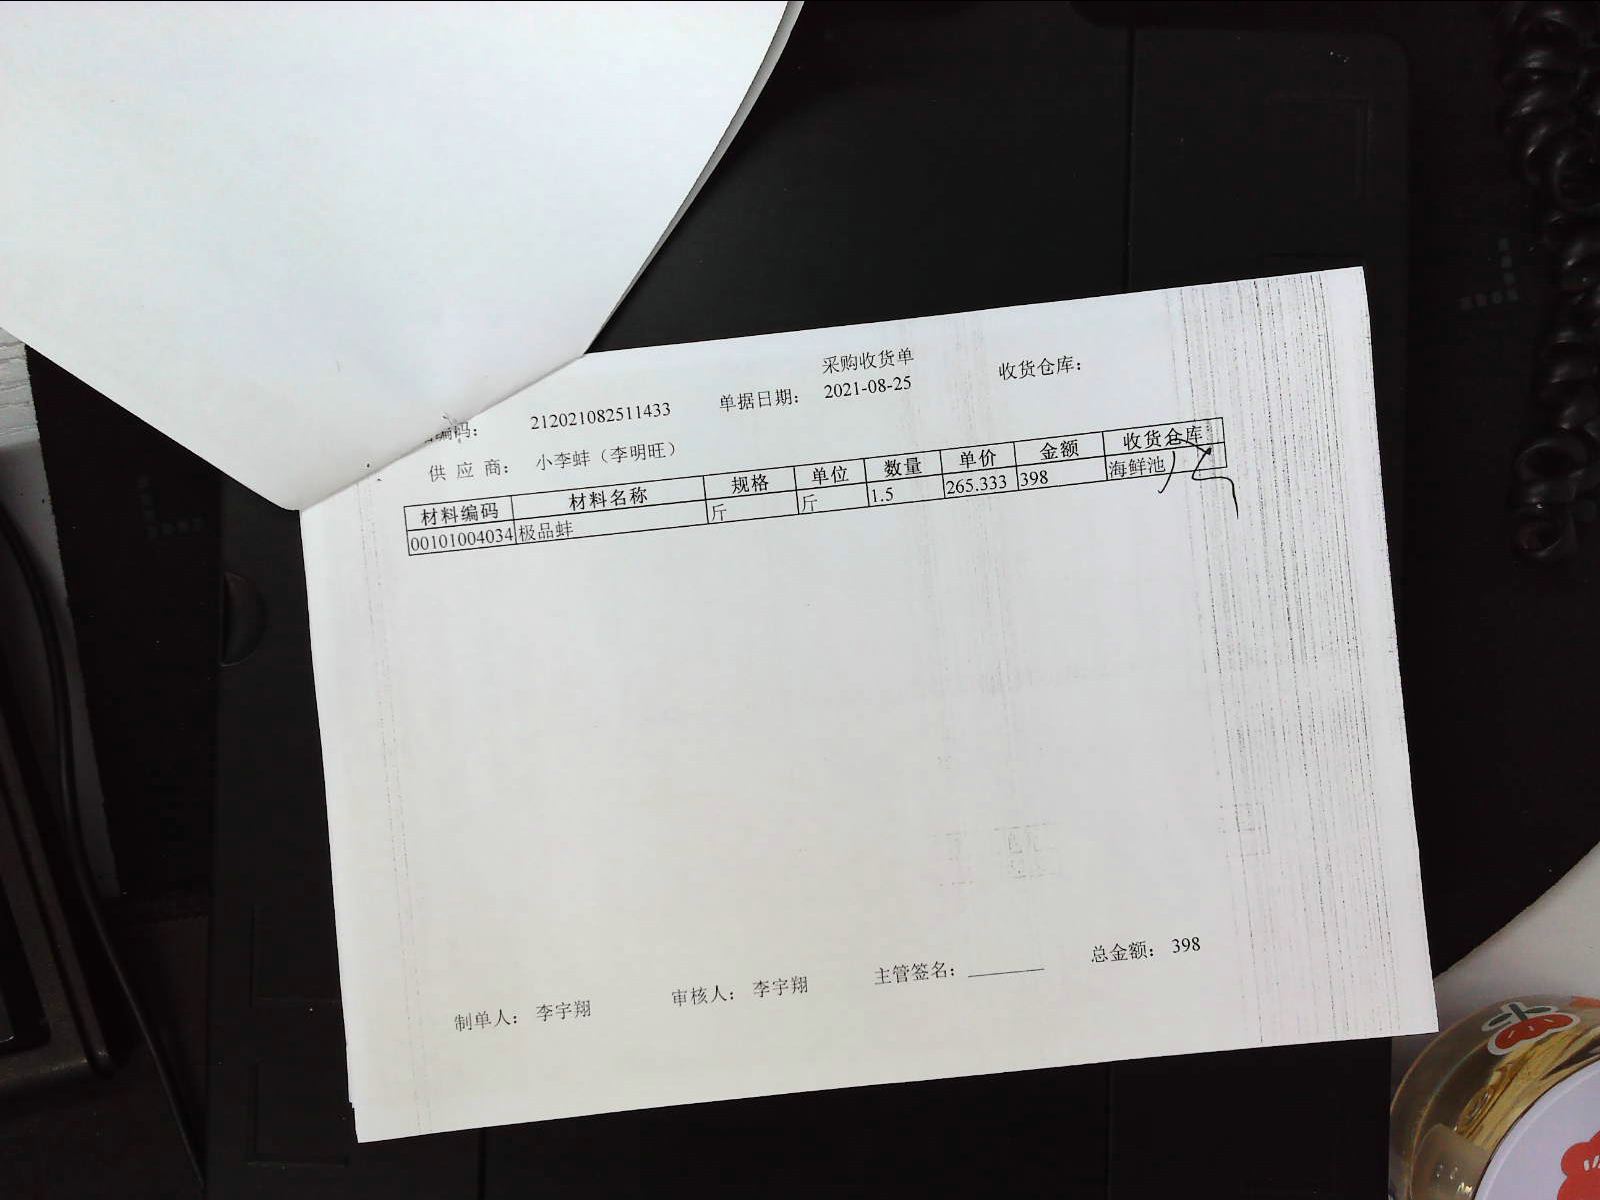 采购收货单
编码： 212021082511433 单据日期： 2021-08-25 收货仓库：
供 应 商： 小李蚌（李明旺）
材料编码 材料名称 规格 单位 数量 单价 金额 收货仓库
00101004034 极品蚌 斤 斤 1.5 265.333 398 海鲜池
制单人： 李宇翔 审核人： 李宇翔 主管签名： 总金额： 398